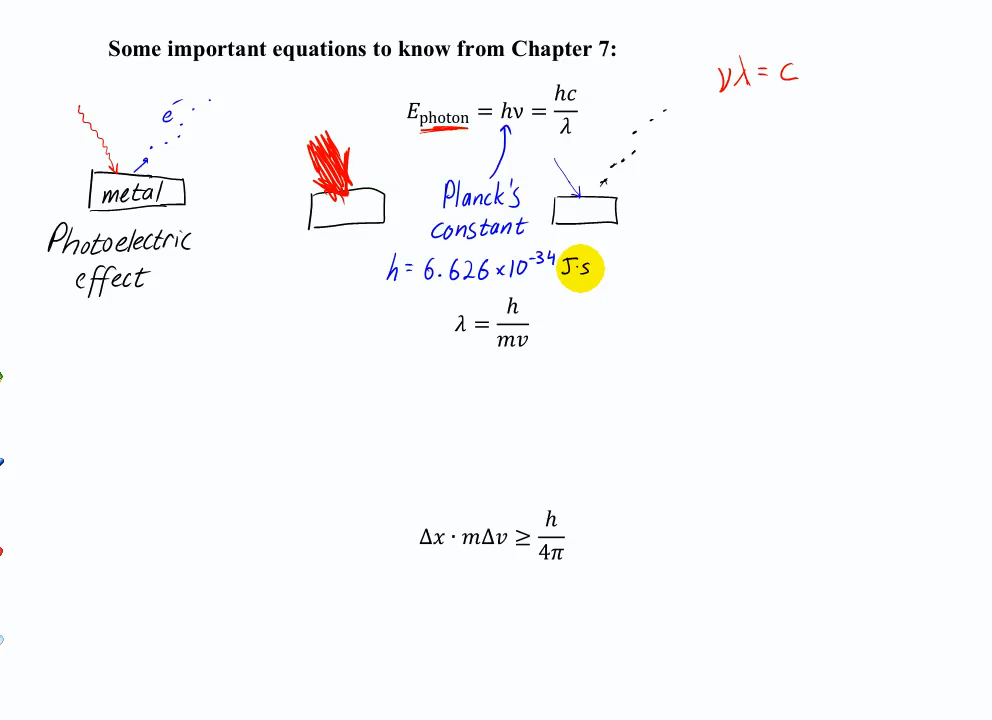 Some important equations to know from Chapter 7:
νλ = c
E_photon = hν = hc/λ
e⁻
metal
Photoelectric
effect
Planck's
constant
h = 6.626 × 10⁻³⁴ J·s
λ = h/mv
Δx · mΔv ≥ h/4π